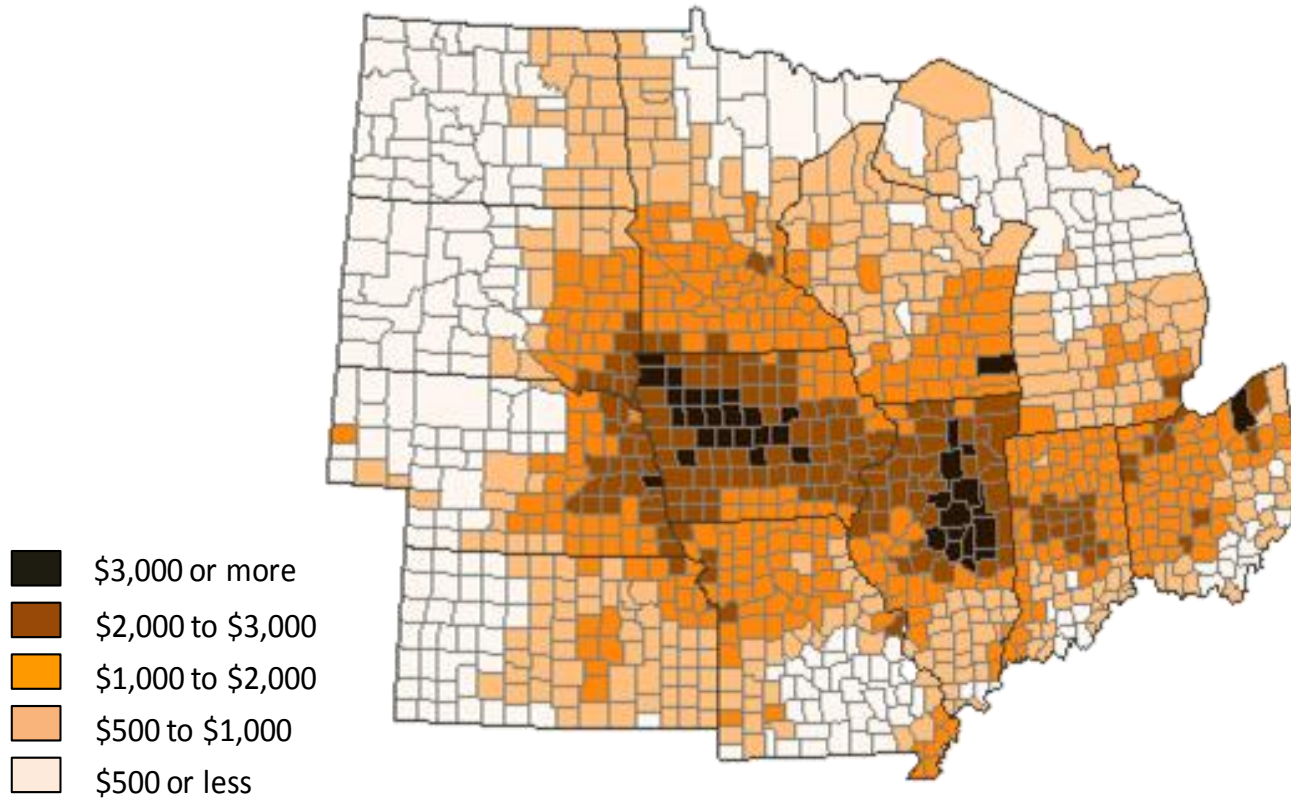 $3,000 or more
$2,000 to $3,000
$1,000 to $2,000
$500 to $1,000
$500 or less